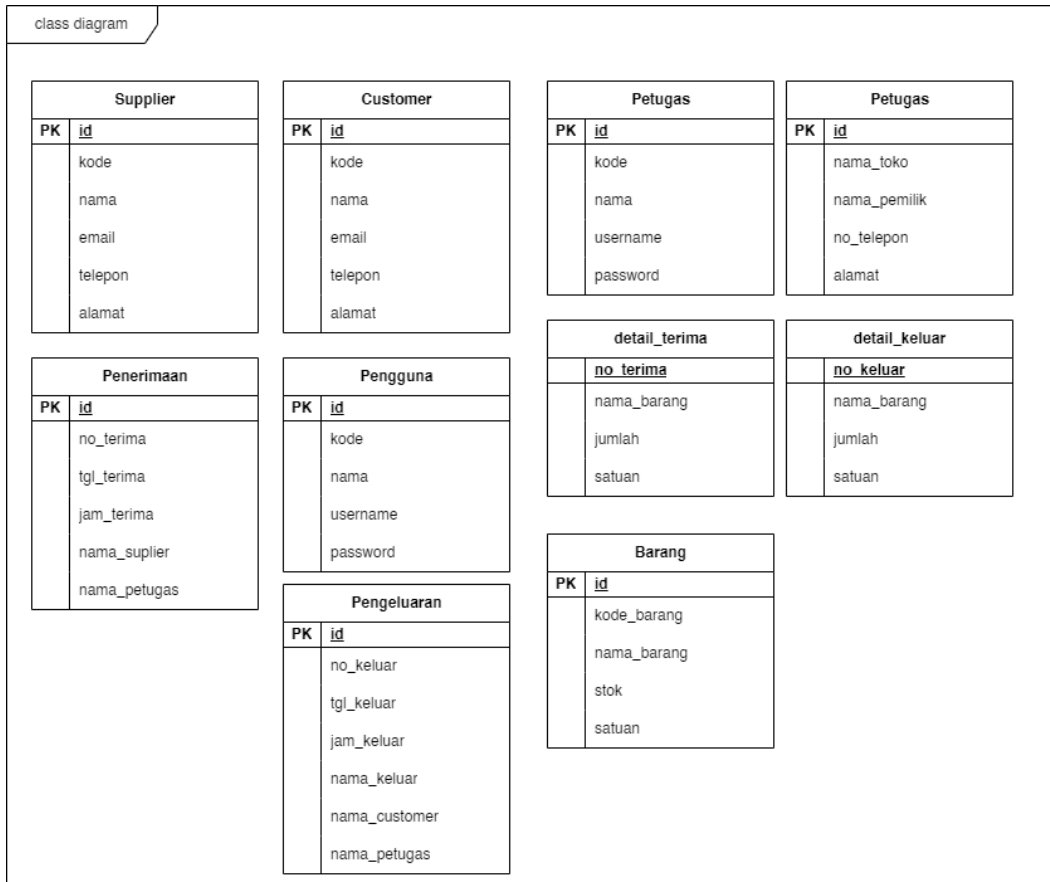 class diagram
Supplier
PK id
kode
nama
email
telepon
alamat
Customer
PK id
kode
nama
email
telepon
alamat
Petugas
PK id
kode
nama
username
password
Petugas
PK id
nama_toko
nama_pemilik
no_telepon
alamat
Penerimaan
PK id
no_terima
tgl_terima
jam_terima
nama_suplier
nama_petugas
Pengguna
PK id
kode
nama
username
password
detail_terima
no_terima
nama_barang
jumlah
satuan
detail_keluar
no_keluar
nama_barang
jumlah
satuan
Pengeluaran
PK id
no_keluar
tgl_keluar
jam_keluar
nama_keluar
nama_customer
nama_petugas
Barang
PK id
kode_barang
nama_barang
stok
satuan